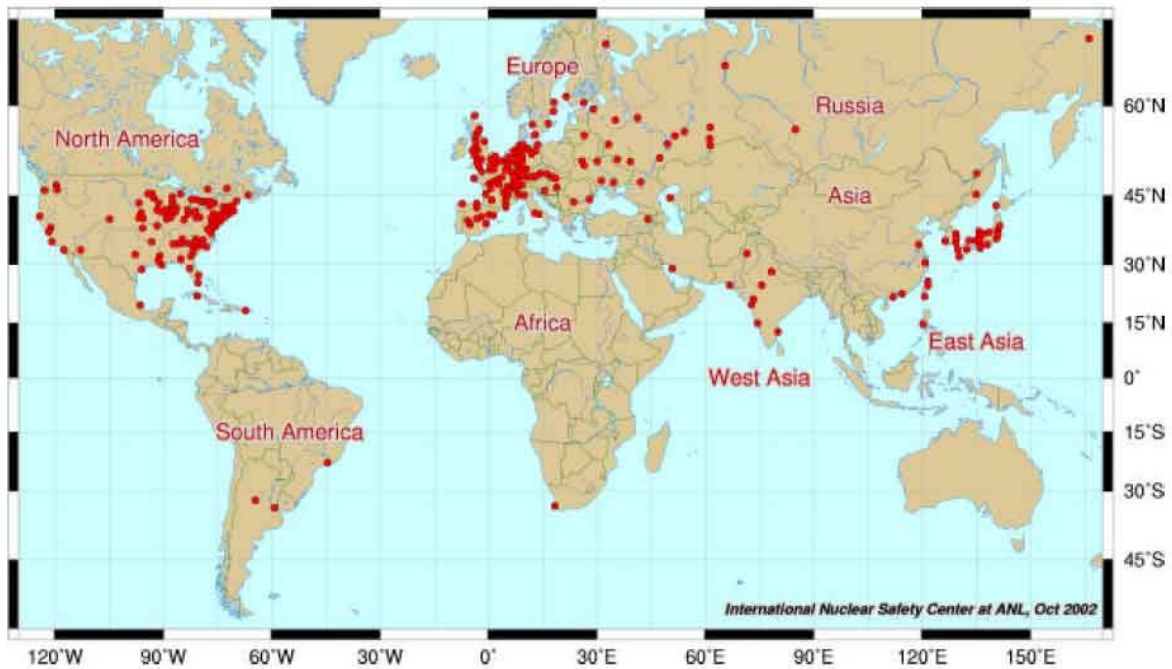 Europe
60°N
Russia
North America
45°N
Asia
30°N
Africa
15°N
East Asia
West Asia
0°
South America
15°S
30°S
45°S
International Nuclear Safety Center at ANL, Oct 2002
120°W 90°W 60°W 30°W 0° 30°E 60°E 90°E 120°E 150°E